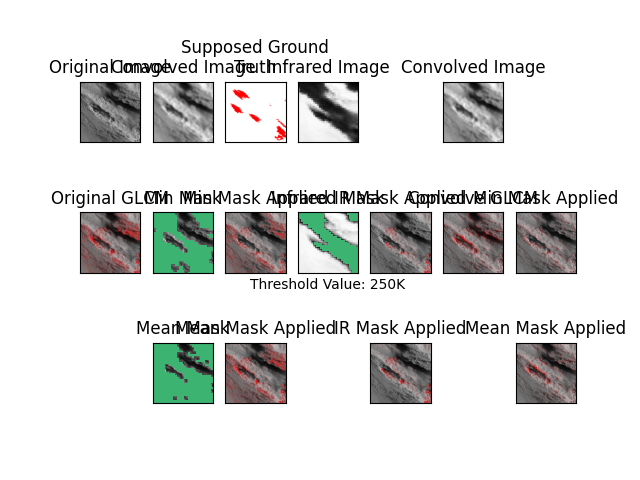 Supposed Ground
Original Image
Convolved Image
Truth
Infrared Image
Convolved Image
Original GLCM
Min Mask
Min Mask Applied
Infrared Mask
IR Mask Applied
Convolved GLCM
Min Mask Applied
Threshold Value: 250K
Mean Mask
Mean Mask Applied
IR Mask Applied
Mean Mask Applied